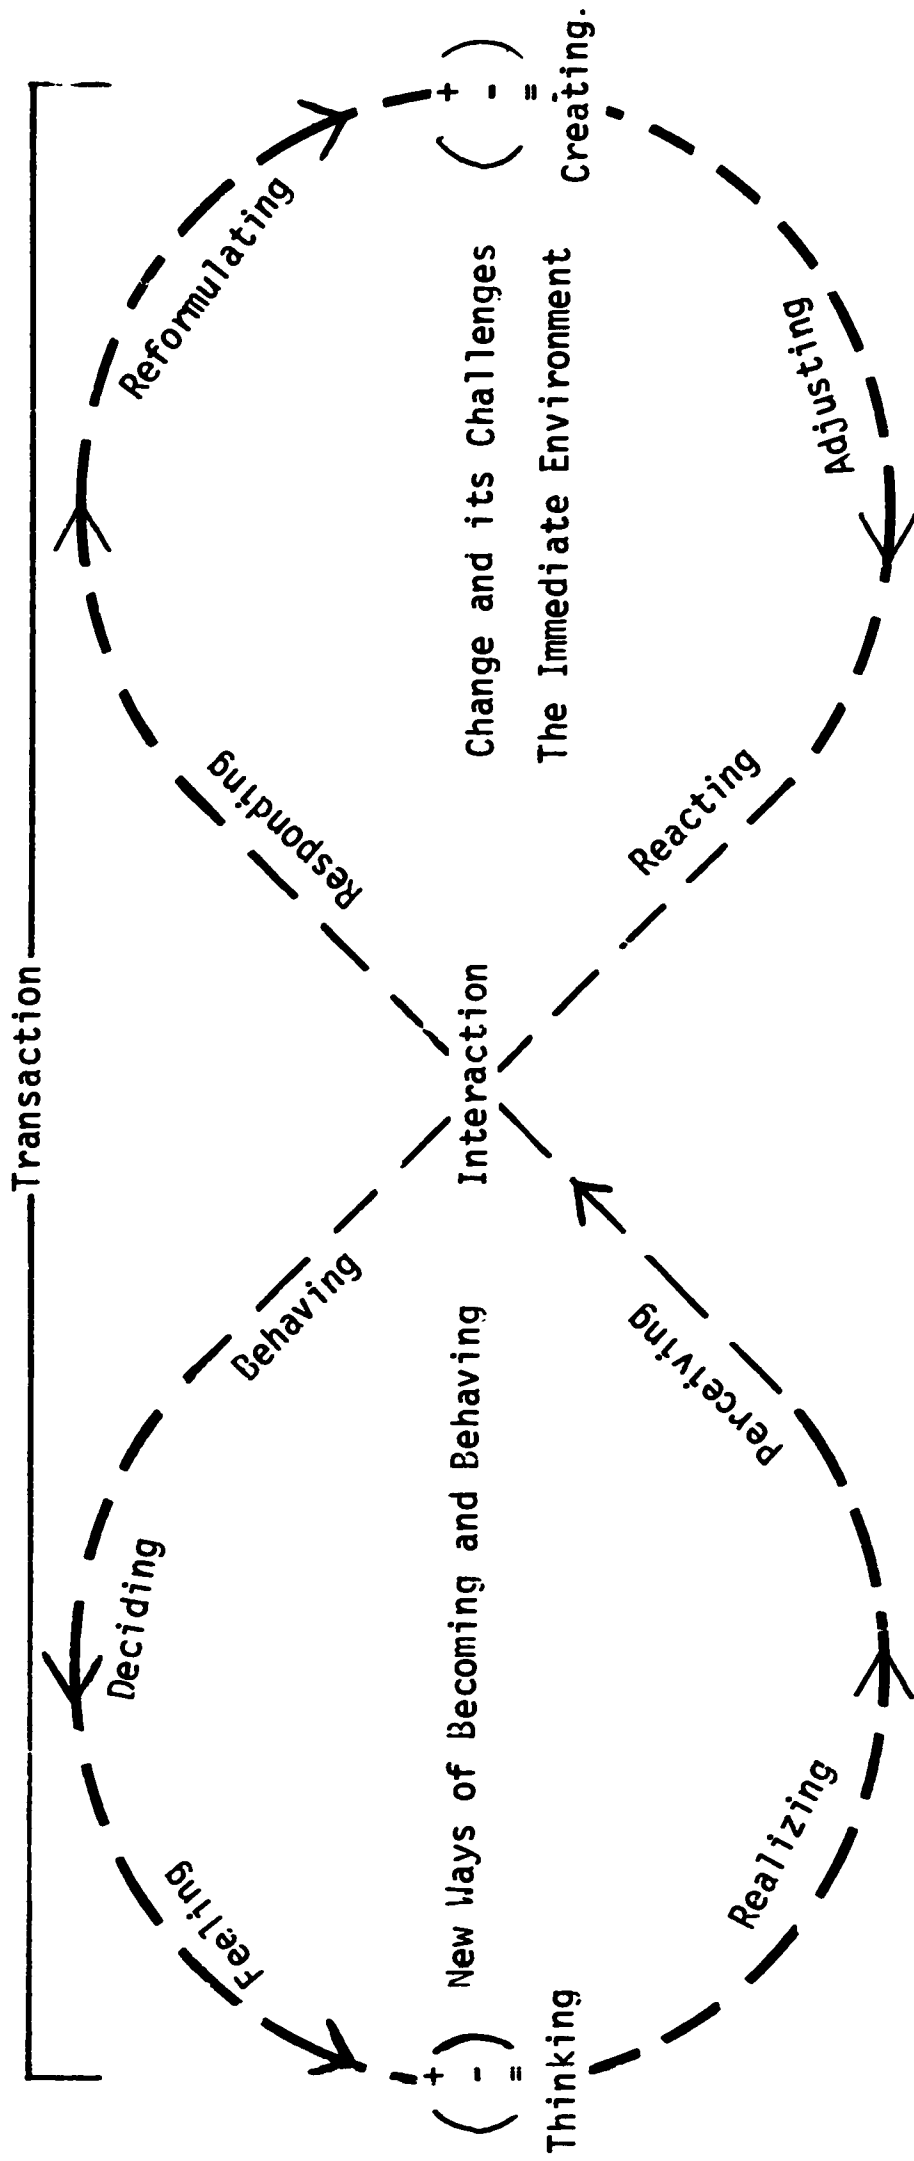 Transaction
Deciding
Feeling
Behaving
Responding
Reformulating
( + - = )
Thinking
New Ways of Becoming and Behaving
Interaction
Change and its Challenges
The Immediate Environment
( + - = )
Creating.
Realizing
Perceiving
Reacting
Adjusting